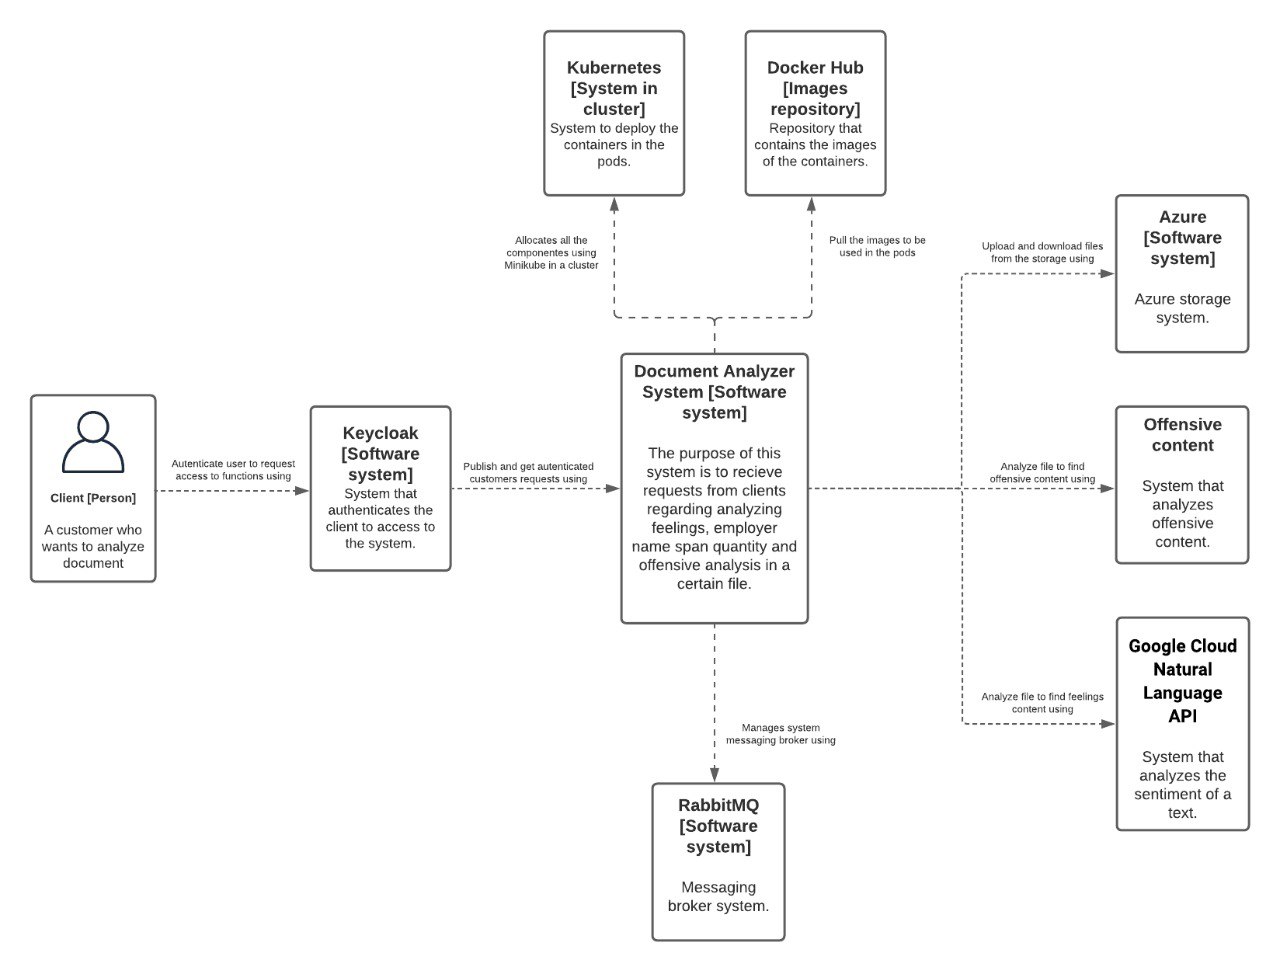 Kubernetes
[System in
cluster]
System to deploy the
containers in the
pods.
Docker Hub
[Images
repository]
Repository that
contains the images
of the containers.
Allocates all the
componentes using
Minikube in a cluster
Pull the images to be
used in the pods
Upload and download files
from the storage using
Azure
[Software
system]
Azure storage
system.
Client [Person]
A customer who
wants to analyze
document
Autenticate user to request
access to functions using
Keycloak
[Software
system]
System that
authenticates the
client to access to
the system.
Publish and get autenticated
customers requests using
Document Analyzer
System [Software
system]
The purpose of this
system is to recieve
requests from clients
regarding analyzing
feelings, employer
name span quantity and
offensive analysis in a
certain file.
Analyze file to find
offensive content using
Offensive
content
System that
analyzes
offensive
content.
Analyze file to find feelings
content using
Google Cloud
Natural
Language
API
System that
analyzes the
sentiment of a
text.
Manages system
messaging broker using
RabbitMQ
[Software
system]
Messaging
broker system.